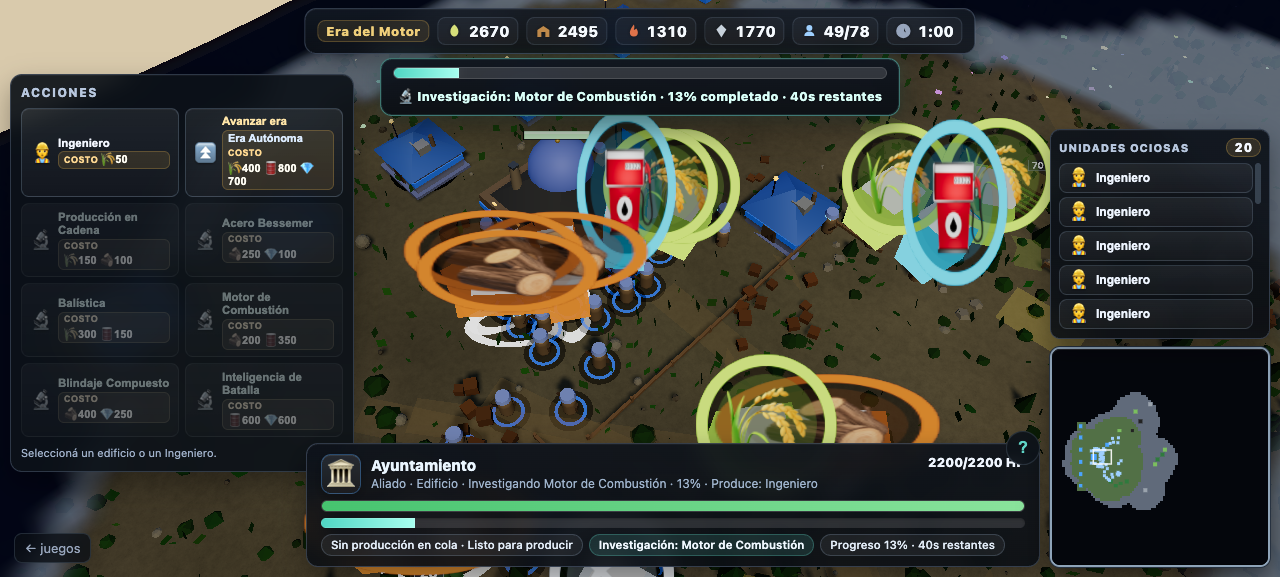 Era del Motor
2670
2495
1310
1770
49/78
1:00
Investigación: Motor de Combustión · 13% completado · 40s restantes
ACCIONES
Ingeniero
COSTO 50
Avanzar era
Era Autónoma
COSTO
400 800
700
Producción en
Cadena
COSTO
150 100
Acero Bessemer
COSTO
250 100
Balística
COSTO
300 150
Motor de
Combustión
COSTO
200 350
Blindaje Compuesto
COSTO
400 250
Inteligencia de
Batalla
COSTO
600 600
Seleccioná un edificio o un Ingeniero.
70
UNIDADES OCIOSAS 20
Ingeniero
Ingeniero
Ingeniero
Ingeniero
Ingeniero
?
Ayuntamiento
2200/2200
Aliado · Edificio · Investigando Motor de Combustión · 13% · Produce: Ingeniero
Sin producción en cola · Listo para producir
Investigación: Motor de Combustión
Progreso 13% · 40s restantes
← juegos